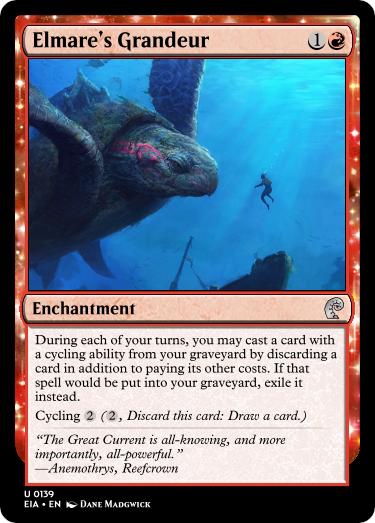 Elmare's Grandeur 1
Enchantment
During each of your turns, you may cast a card with
a cycling ability from your graveyard by discarding a
card in addition to paying its other costs. If that
spell would be put into your graveyard, exile it
instead.
Cycling 2 (2, Discard this card: Draw a card.)
“The Great Current is all-knowing, and more
importantly, all-powerful.”
—Anemothrys, Reefcrown
U 0139
EIA • EN Dane Madgwick